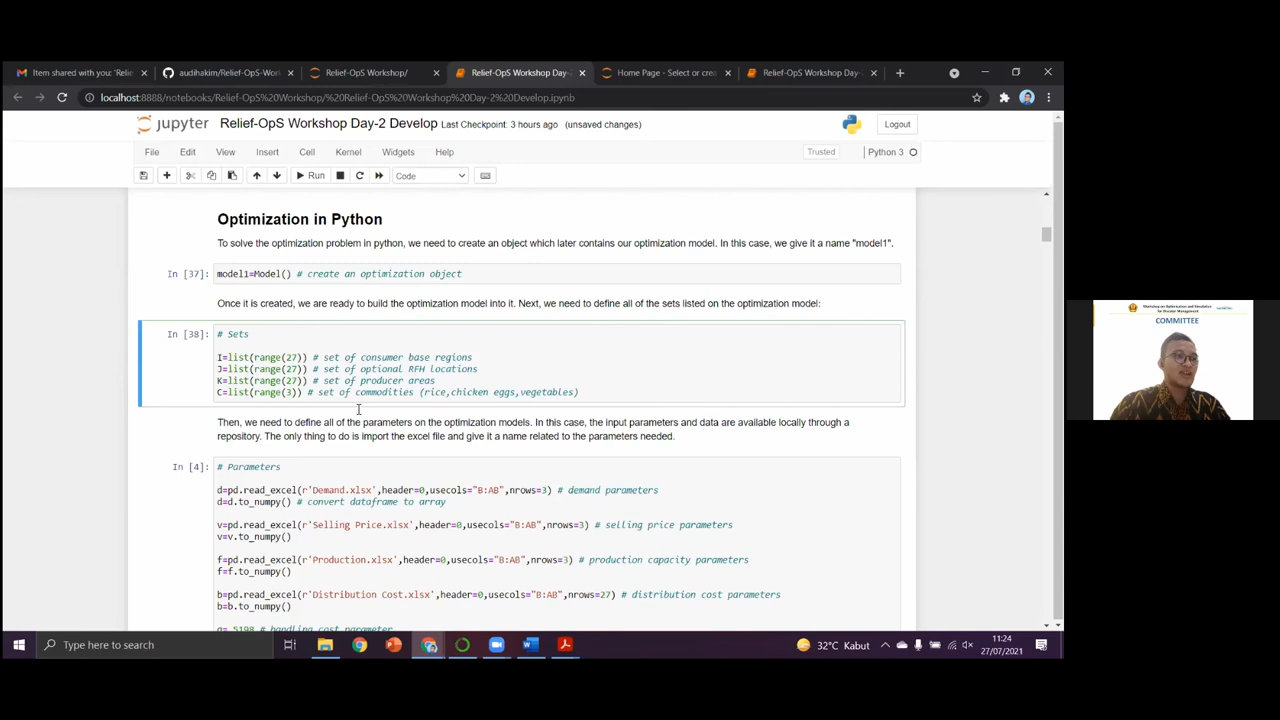 Item shared with you: 'Relie
audihakim/Relief-OpS-Work
Relief-OpS Workshop/
Relief-OpS Workshop Day-2
Home Page - Select or crea
Relief-OpS Workshop Day-
localhost:8888/notebooks/Relief-OpS%20Workshop/%20Relief-OpS%20Workshop%20Day-2%20Develop.ipynb
jupyter Relief-OpS Workshop Day-2 Develop Last Checkpoint: 3 hours ago (unsaved changes)
Logout
File Edit View Insert Cell Kernel Widgets Help
Trusted
Python 3
Run
Code
Optimization in Python
To solve the optimization problem in python, we need to create an object which later contains our optimization model. In this case, we give it a name "model1".
In [37]: model1=Model() # create an optimization object
Once it is created, we are ready to build the optimization model into it. Next, we need to define all of the sets listed on the optimization model:
In [38]: # Sets
I=list(range(27)) # set of consumer base regions
J=list(range(27)) # set of optional RFH locations
K=list(range(27)) # set of producer areas
C=list(range(3)) # set of commodities (rice,chicken eggs,vegetables)
Then, we need to define all of the parameters on the optimization models. In this case, the input parameters and data are available locally through a
repository. The only thing to do is import the excel file and give it a name related to the parameters needed.
In [4]: # Parameters
d=pd.read_excel(r'Demand.xlsx',header=0,usecols="B:AB",nrows=3) # demand parameters
d=d.to_numpy() # convert dataframe to array
v=pd.read_excel(r'Selling Price.xlsx',header=0,usecols="B:AB",nrows=3) # selling price parameters
v=v.to_numpy()
f=pd.read_excel(r'Production.xlsx',header=0,usecols="B:AB",nrows=3) # production capacity parameters
f=f.to_numpy()
b=pd.read_excel(r'Distribution Cost.xlsx',header=0,usecols="B:AB",nrows=27) # distribution cost parameters
b=b.to_numpy()
5198 # handling cost parameter
Type here to search
32°C Kabut
11:24
27/07/2021
Workshop on Optimization and Simulation
for Disaster Management
COMMITTEE